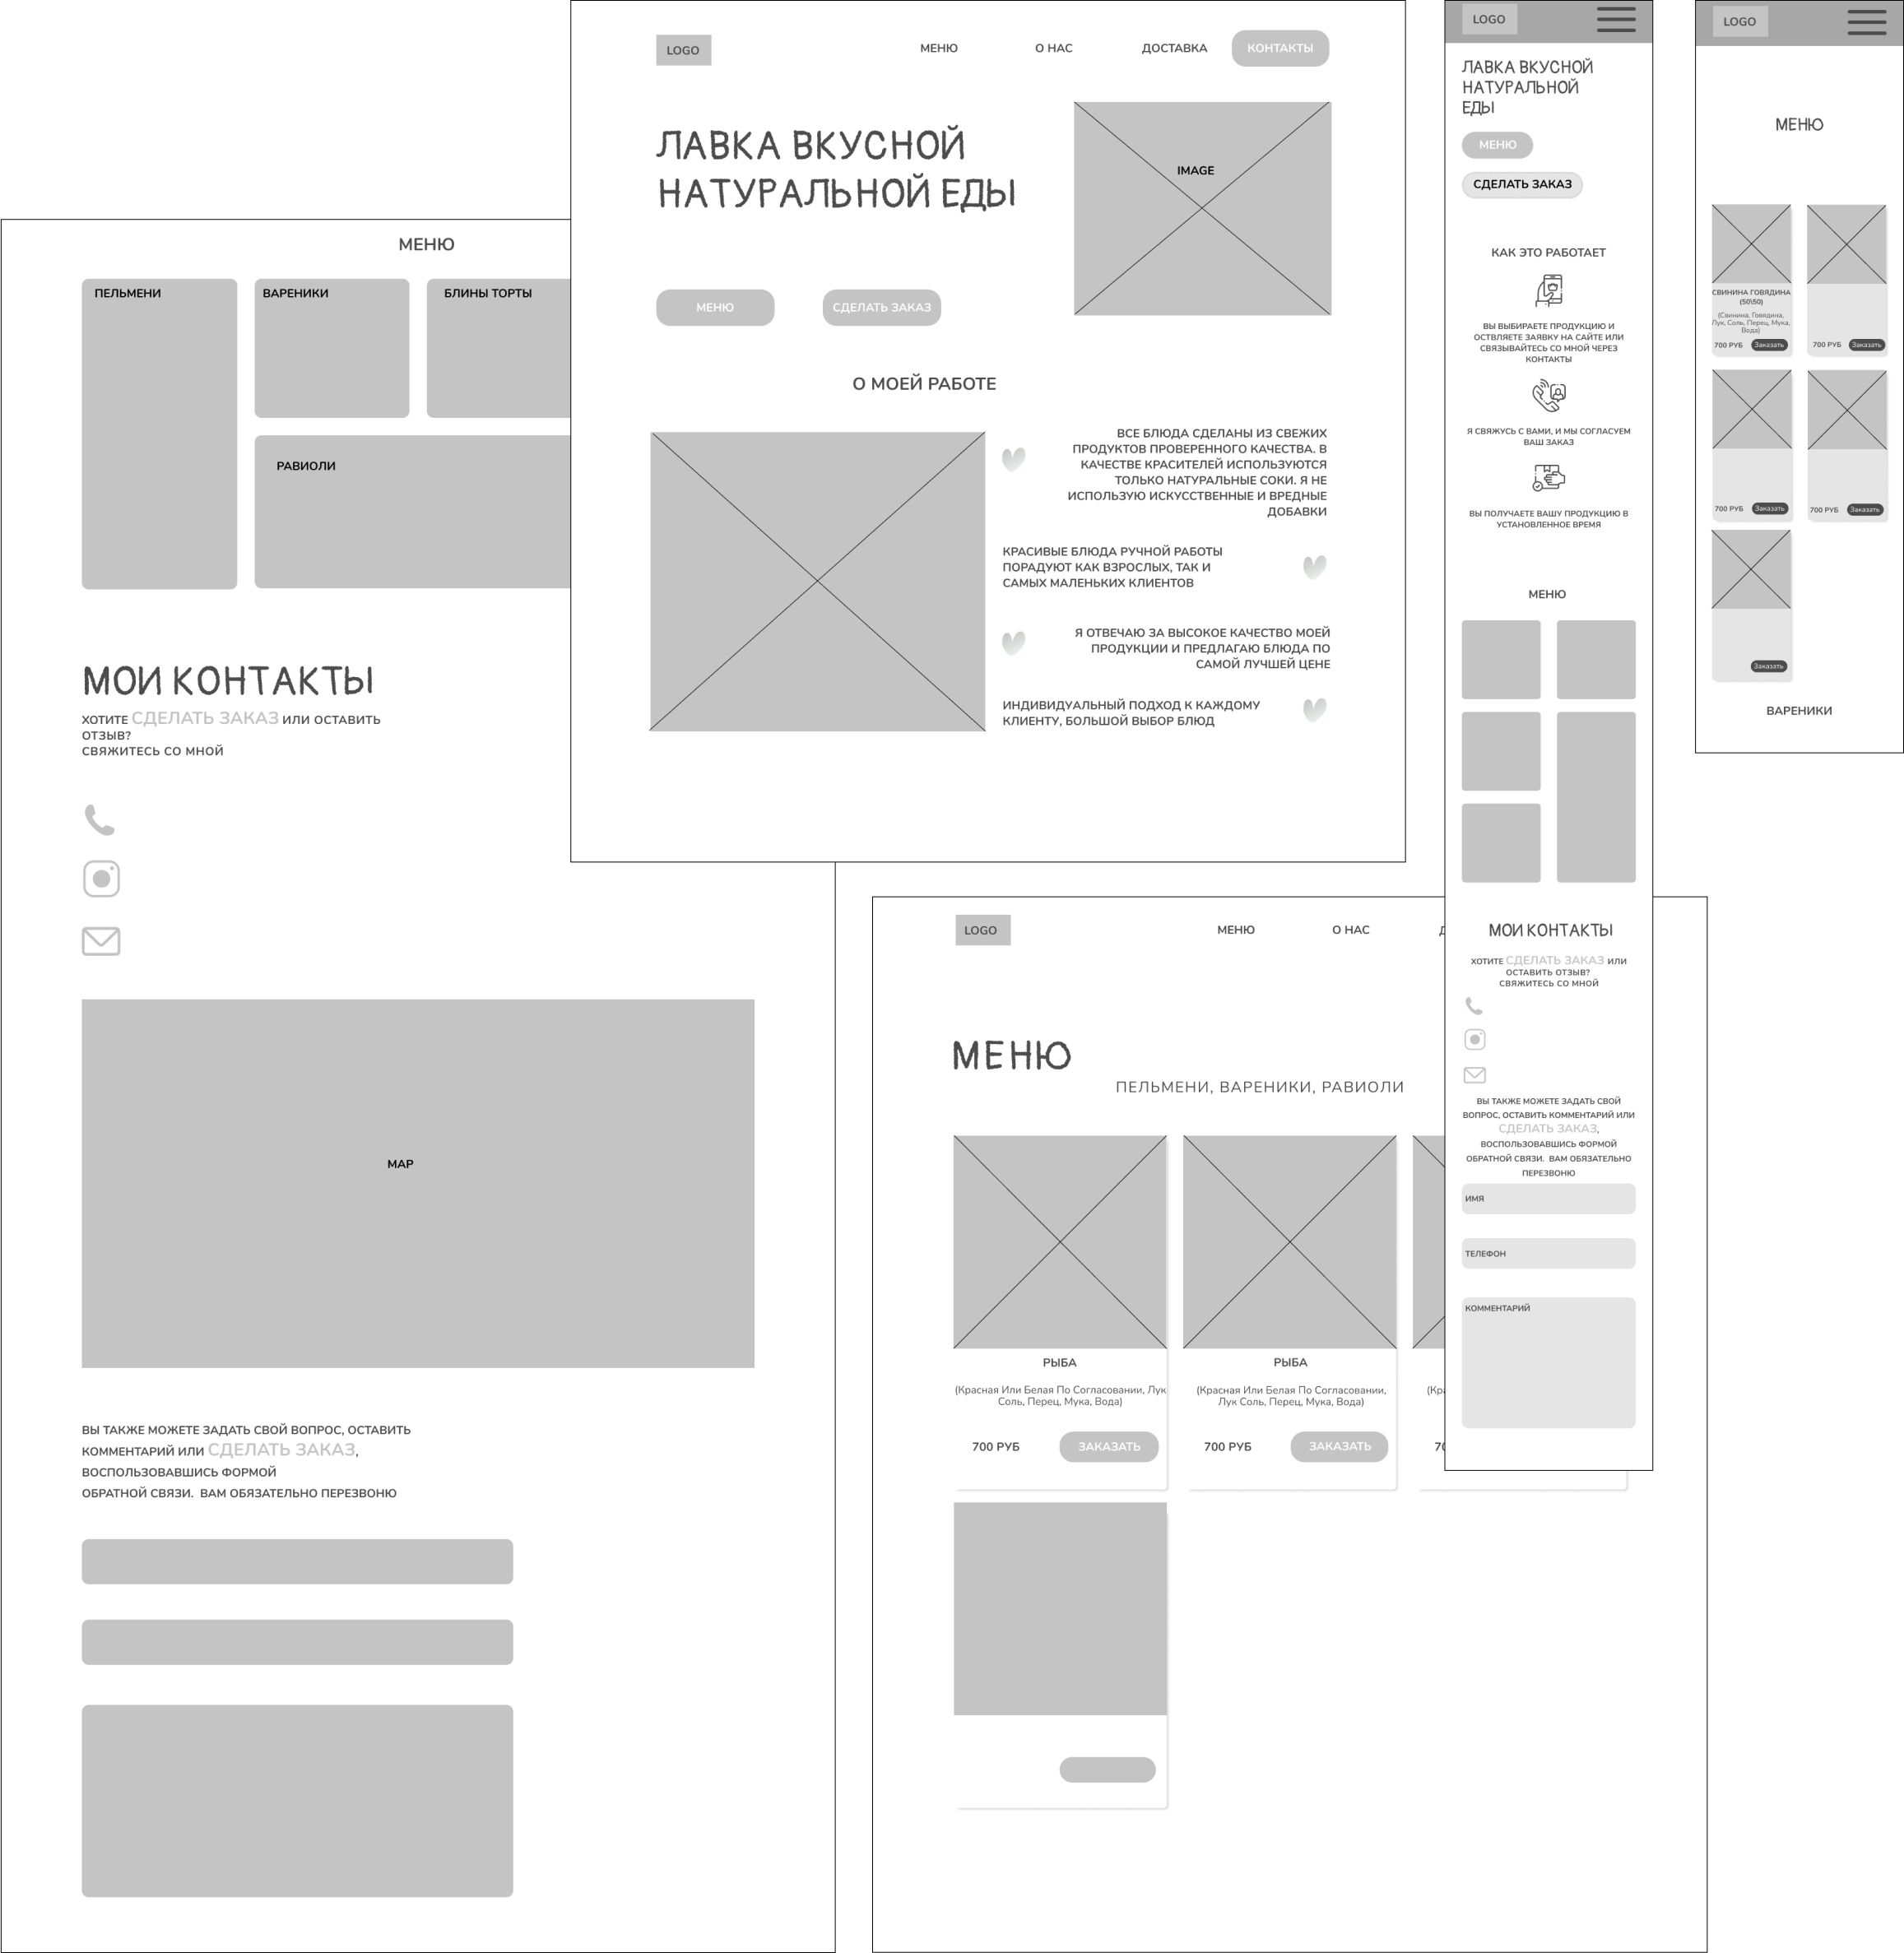 МЕНЮ
ПЕЛЬМЕНИ
ВАРЕНИКИ
БЛИНЫ ТОРТЫ
РАВИОЛИ
МОИ КОНТАКТЫ
ХОТИТЕ СДЕЛАТЬ ЗАКАЗ ИЛИ ОСТАВИТЬ
ОТЗЫВ?
СВЯЖИТЕСЬ СО МНОЙ
MAP
ВЫ ТАКЖЕ МОЖЕТЕ ЗАДАТЬ СВОЙ ВОПРОС, ОСТАВИТЬ
КОММЕНТАРИЙ ИЛИ СДЕЛАТЬ ЗАКАЗ,
ВОСПОЛЬЗОВАВШИСЬ ФОРМОЙ
ОБРАТНОЙ СВЯЗИ. ВАМ ОБЯЗАТЕЛЬНО ПЕРЕЗВОНЮ
LOGO
МЕНЮ
О НАС
ДОСТАВКА
КОНТАКТЫ
ЛАВКА ВКУСНОЙ
НАТУРАЛЬНОЙ ЕДЫ
IMAGE
МЕНЮ
СДЕЛАТЬ ЗАКАЗ
О МОЕЙ РАБОТЕ
ВСЕ БЛЮДА СДЕЛАНЫ ИЗ СВЕЖИХ
ПРОДУКТОВ ПРОВЕРЕННОГО КАЧЕСТВА. В
КАЧЕСТВЕ КРАСИТЕЛЕЙ ИСПОЛЬЗУЮТСЯ
ТОЛЬКО НАТУРАЛЬНЫЕ СОКИ. Я НЕ
ИСПОЛЬЗУЮ ИСКУССТВЕННЫЕ И ВРЕДНЫЕ
ДОБАВКИ
КРАСИВЫЕ БЛЮДА РУЧНОЙ РАБОТЫ
ПОРАДУЮТ КАК ВЗРОСЛЫХ, ТАК И
САМЫХ МАЛЕНЬКИХ КЛИЕНТОВ
Я ОТВЕЧАЮ ЗА ВЫСОКОЕ КАЧЕСТВО МОЕЙ
ПРОДУКЦИИ И ПРЕДЛАГАЮ БЛЮДА ПО
САМОЙ ЛУЧШЕЙ ЦЕНЕ
ИНДИВИДУАЛЬНЫЙ ПОДХОД К КАЖДОМУ
КЛИЕНТУ, БОЛЬШОЙ ВЫБОР БЛЮД
LOGO
МЕНЮ
О НАС
МЕНЮ
ПЕЛЬМЕНИ, ВАРЕНИКИ, РАВИОЛИ
РЫБА
(Красная Или Белая По Согласовании, Лук
Соль, Перец, Мука, Вода)
700 РУБ
ЗАКАЗАТЬ
РЫБА
(Красная Или Белая По Согласовании,
Лук Соль, Перец, Мука, Вода)
700 РУБ
ЗАКАЗАТЬ
LOGO
ЛАВКА ВКУСНОЙ
НАТУРАЛЬНОЙ
ЕДЫ
МЕНЮ
СДЕЛАТЬ ЗАКАЗ
КАК ЭТО РАБОТАЕТ
ВЫ ВЫБИРАЕТЕ ПРОДУКЦИЮ И
ОСТВЛЯЕТЕ ЗАЯВКУ НА САЙТЕ ИЛИ
СВЯЗЫВАЙТЕСЬ СО МНОЙ ЧЕРЕЗ
КОНТАКТЫ
Я СВЯЖУСЬ С ВАМИ, И МЫ СОГЛАСУЕМ
ВАШ ЗАКАЗ
ВЫ ПОЛУЧАЕТЕ ВАШУ ПРОДУКЦИЮ В
УСТАНОВЛЕННОЕ ВРЕМЯ
МЕНЮ
МОИ КОНТАКТЫ
ХОТИТЕ СДЕЛАТЬ ЗАКАЗ ИЛИ
ОСТАВИТЬ ОТЗЫВ?
СВЯЖИТЕСЬ СО МНОЙ
ВЫ ТАКЖЕ МОЖЕТЕ ЗАДАТЬ СВОЙ
ВОПРОС, ОСТАВИТЬ КОММЕНТАРИЙ ИЛИ
СДЕЛАТЬ ЗАКАЗ,
ВОСПОЛЬЗОВАВШИСЬ ФОРМОЙ
ОБРАТНОЙ СВЯЗИ. ВАМ ОБЯЗАТЕЛЬНО
ПЕРЕЗВОНЮ
ИМЯ
ТЕЛЕФОН
КОММЕНТАРИЙ
LOGO
МЕНЮ
СВИНИНА ГОВЯДИНА
(50\50)
(Свинина, Говядина,
Лук, Соль, Перец, Мука,
Вода)
700 РУБ
Заказать
700 РУБ
Заказать
700 РУБ
Заказать
700 РУБ
Заказать
Заказать
ВАРЕНИКИ